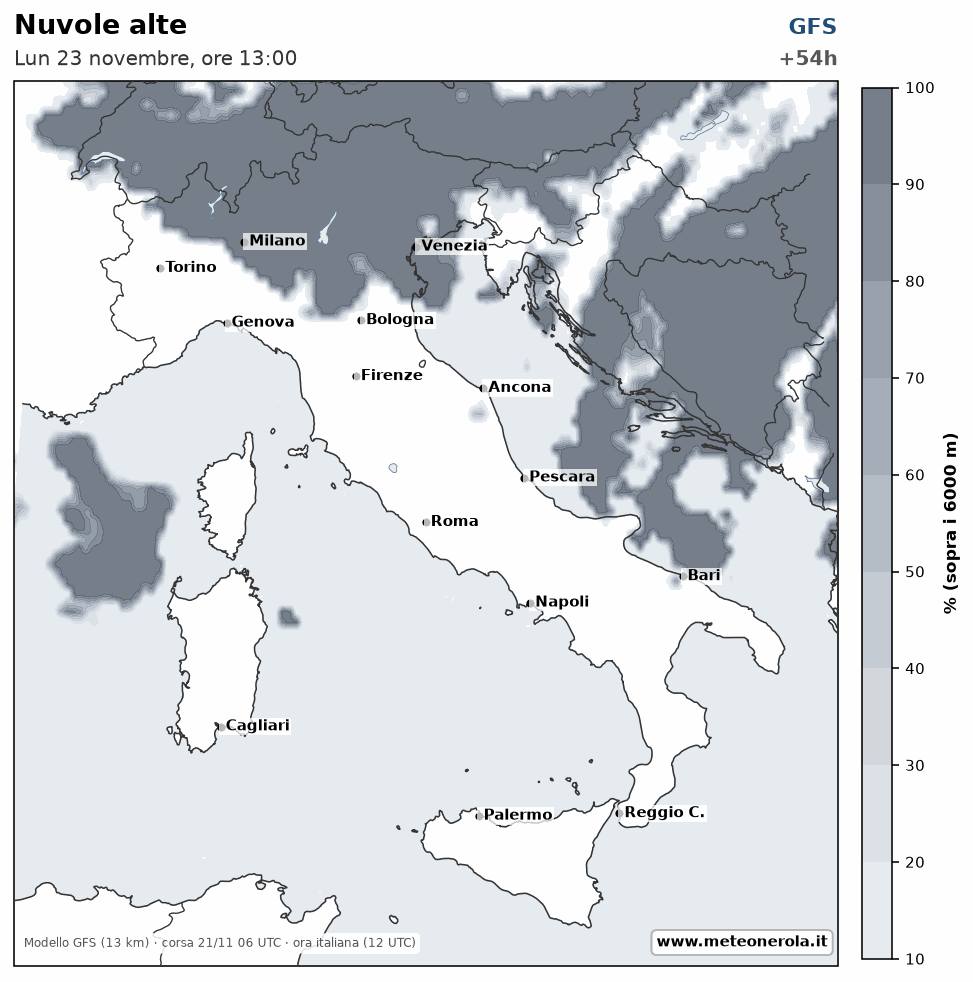 Nuvole alte
GFS
Lun 23 novembre, ore 13:00
+54h
100
90
80
70
60
50
40
30
20
10
% (sopra i 6000 m)
Milano
Venezia
Torino
Genova
Bologna
Firenze
Ancona
Pescara
Roma
Bari
Napoli
Cagliari
Palermo
Reggio C.
Modello GFS (13 km) · corsa 21/11 06 UTC · ora italiana (12 UTC)
www.meteonerola.it